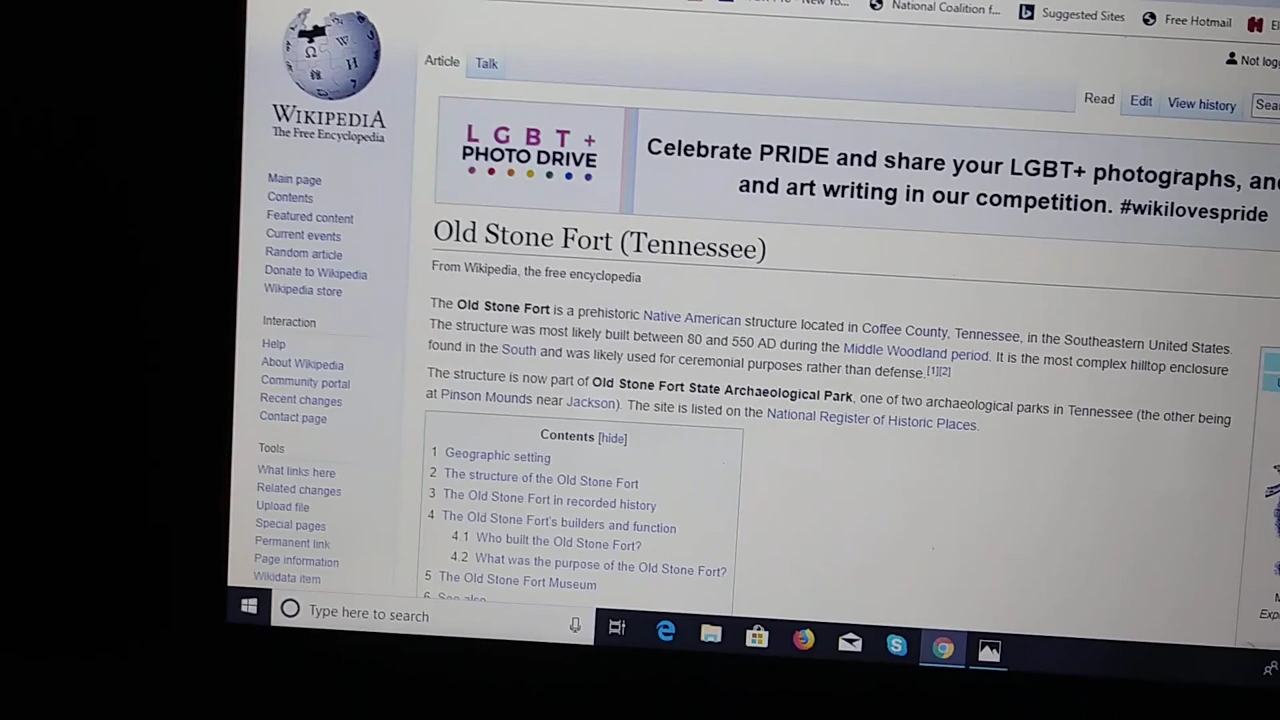 National Coalition f...
Suggested Sites
Free Hotmail
Not log
Article
Talk
Read
Edit
View history
Sea
WIKIPEDIA
The Free Encyclopedia
LGBT+
PHOTO DRIVE
Celebrate PRIDE and share your LGBT+ photographs, an
and art writing in our competition. #wikilovespride
Main page
Contents
Featured content
Current events
Random article
Donate to Wikipedia
Wikipedia store
Interaction
Help
About Wikipedia
Community portal
Recent changes
Contact page
Tools
What links here
Related changes
Upload file
Special pages
Permanent link
Page information
Wikidata item
Old Stone Fort (Tennessee)
From Wikipedia, the free encyclopedia
The Old Stone Fort is a prehistoric Native American structure located in Coffee County, Tennessee, in the Southeastern United States.
The structure was most likely built between 80 and 550 AD during the Middle Woodland period. It is the most complex hilltop enclosure
found in the South and was likely used for ceremonial purposes rather than defense.[1][2]
The structure is now part of Old Stone Fort State Archaeological Park, one of two archaeological parks in Tennessee (the other being
at Pinson Mounds near Jackson). The site is listed on the National Register of Historic Places.
Contents [hide]
1 Geographic setting
2 The structure of the Old Stone Fort
3 The Old Stone Fort in recorded history
4 The Old Stone Fort's builders and function
4.1 Who built the Old Stone Fort?
4.2 What was the purpose of the Old Stone Fort?
5 The Old Stone Fort Museum
6 See also
Exp
Type here to search